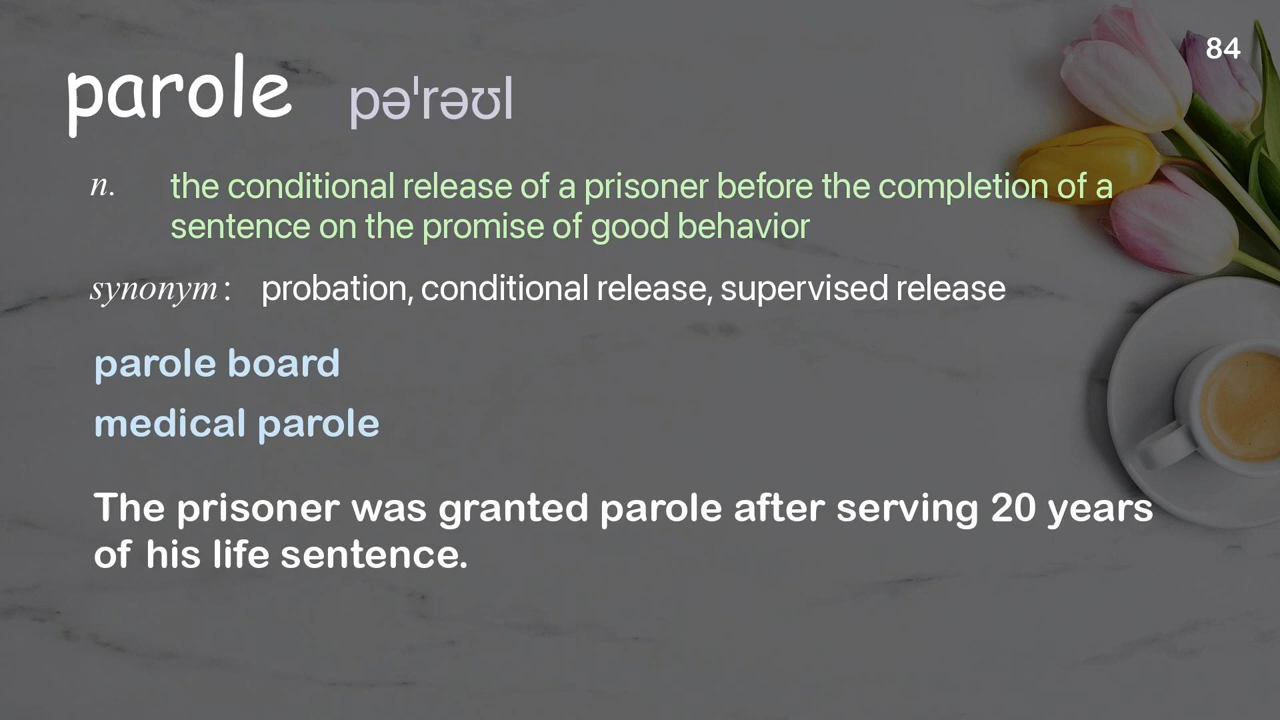 84
parole pəˈrəʊl
n. the conditional release of a prisoner before the completion of a
sentence on the promise of good behavior
synonym: probation, conditional release, supervised release
parole board
medical parole
The prisoner was granted parole after serving 20 years
of his life sentence.